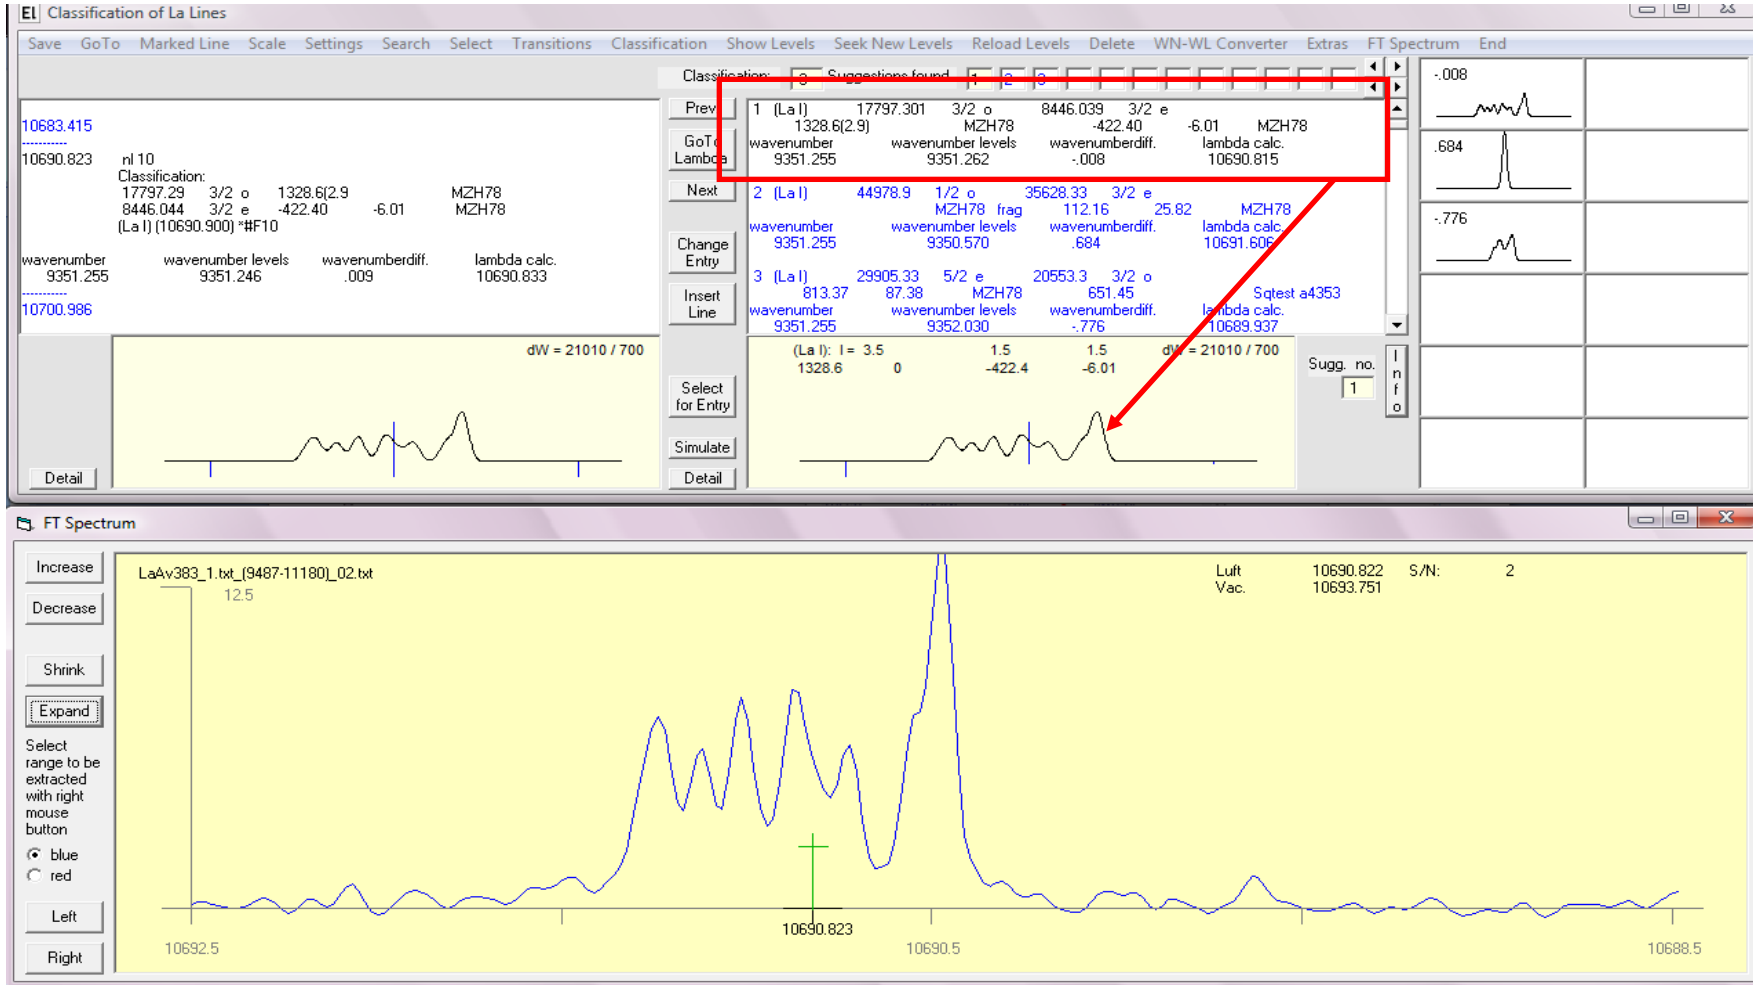 El Classification of La Lines
Save GoTo Marked Line Scale Settings Search Select Transitions Classification Show Levels Seek New Levels Reload Levels Delete WN-WL Converter Extras FT Spectrum End
Classification: 3 Suggestions found 1 2 3
10683.415
----------
10690.823 nl 10
Classification:
17797.29 3/2 o 1328.6(2.9 MZH78
8446.044 3/2 e -422.40 -6.01 MZH78
(La I) (10690.900) *#F10
wavenumber wavenumber levels wavenumberdiff. lambda calc.
9351.255 9351.246 .009 10690.833
----------
10700.986
Prev
GoTo
Lambda
Next
Change
Entry
Insert
Line
Select
for Entry
Simulate
Detail
1 (La I) 17797.301 3/2 o 8446.039 3/2 e
1328.6(2.9) MZH78 -422.40 -6.01 MZH78
wavenumber wavenumber levels wavenumberdiff. lambda calc.
9351.255 9351.262 -.008 10690.815
2 (La I) 44978.9 1/2 o 35628.33 3/2 e
MZH78 frag 112.16 25.82 MZH78
wavenumber wavenumber levels wavenumberdiff. lambda calc.
9351.255 9350.570 .684 10691.606
3 (La I) 29905.33 5/2 e 20553.3 3/2 o
813.37 87.38 MZH78 651.45 Sqtest a4353
wavenumber wavenumber levels wavenumberdiff. lambda calc.
9351.255 9352.030 -.776 10689.937
-.008
.684
-.776
dW = 21010 / 700
Detail
(La I): I = 3.5 1.5 1.5 dW = 21010 / 700
1328.6 0 -422.4 -6.01
Sugg. no.
1
Info
FT Spectrum
Increase
Decrease
Shrink
Expand
Select
range to be
extracted
with right
mouse
button
blue
red
Left
Right
LaAv383_1.txt_(9487-11180)_02.txt
12.5
Luft 10690.822 S/N: 2
Vac. 10693.751
10690.823
10692.5 10690.5 10688.5